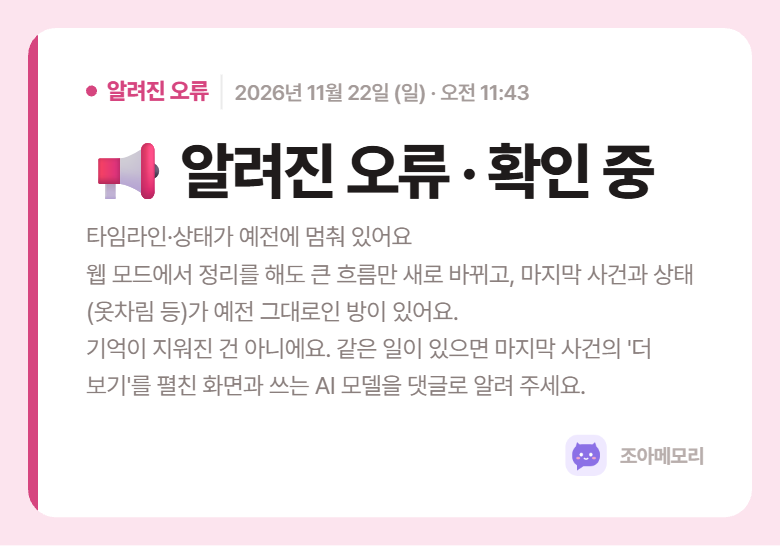 알려진 오류
2026년 11월 22일 (일) · 오전 11:43
알려진 오류 · 확인 중
타임라인·상태가 예전에 멈춰 있어요
웹 모드에서 정리를 해도 큰 흐름만 새로 바뀌고, 마지막 사건과 상태
(옷차림 등)가 예전 그대로인 방이 있어요.
기억이 지워진 건 아니에요. 같은 일이 있으면 마지막 사건의 '더
보기'를 펼친 화면과 쓰는 AI 모델을 댓글로 알려 주세요.
조아메모리